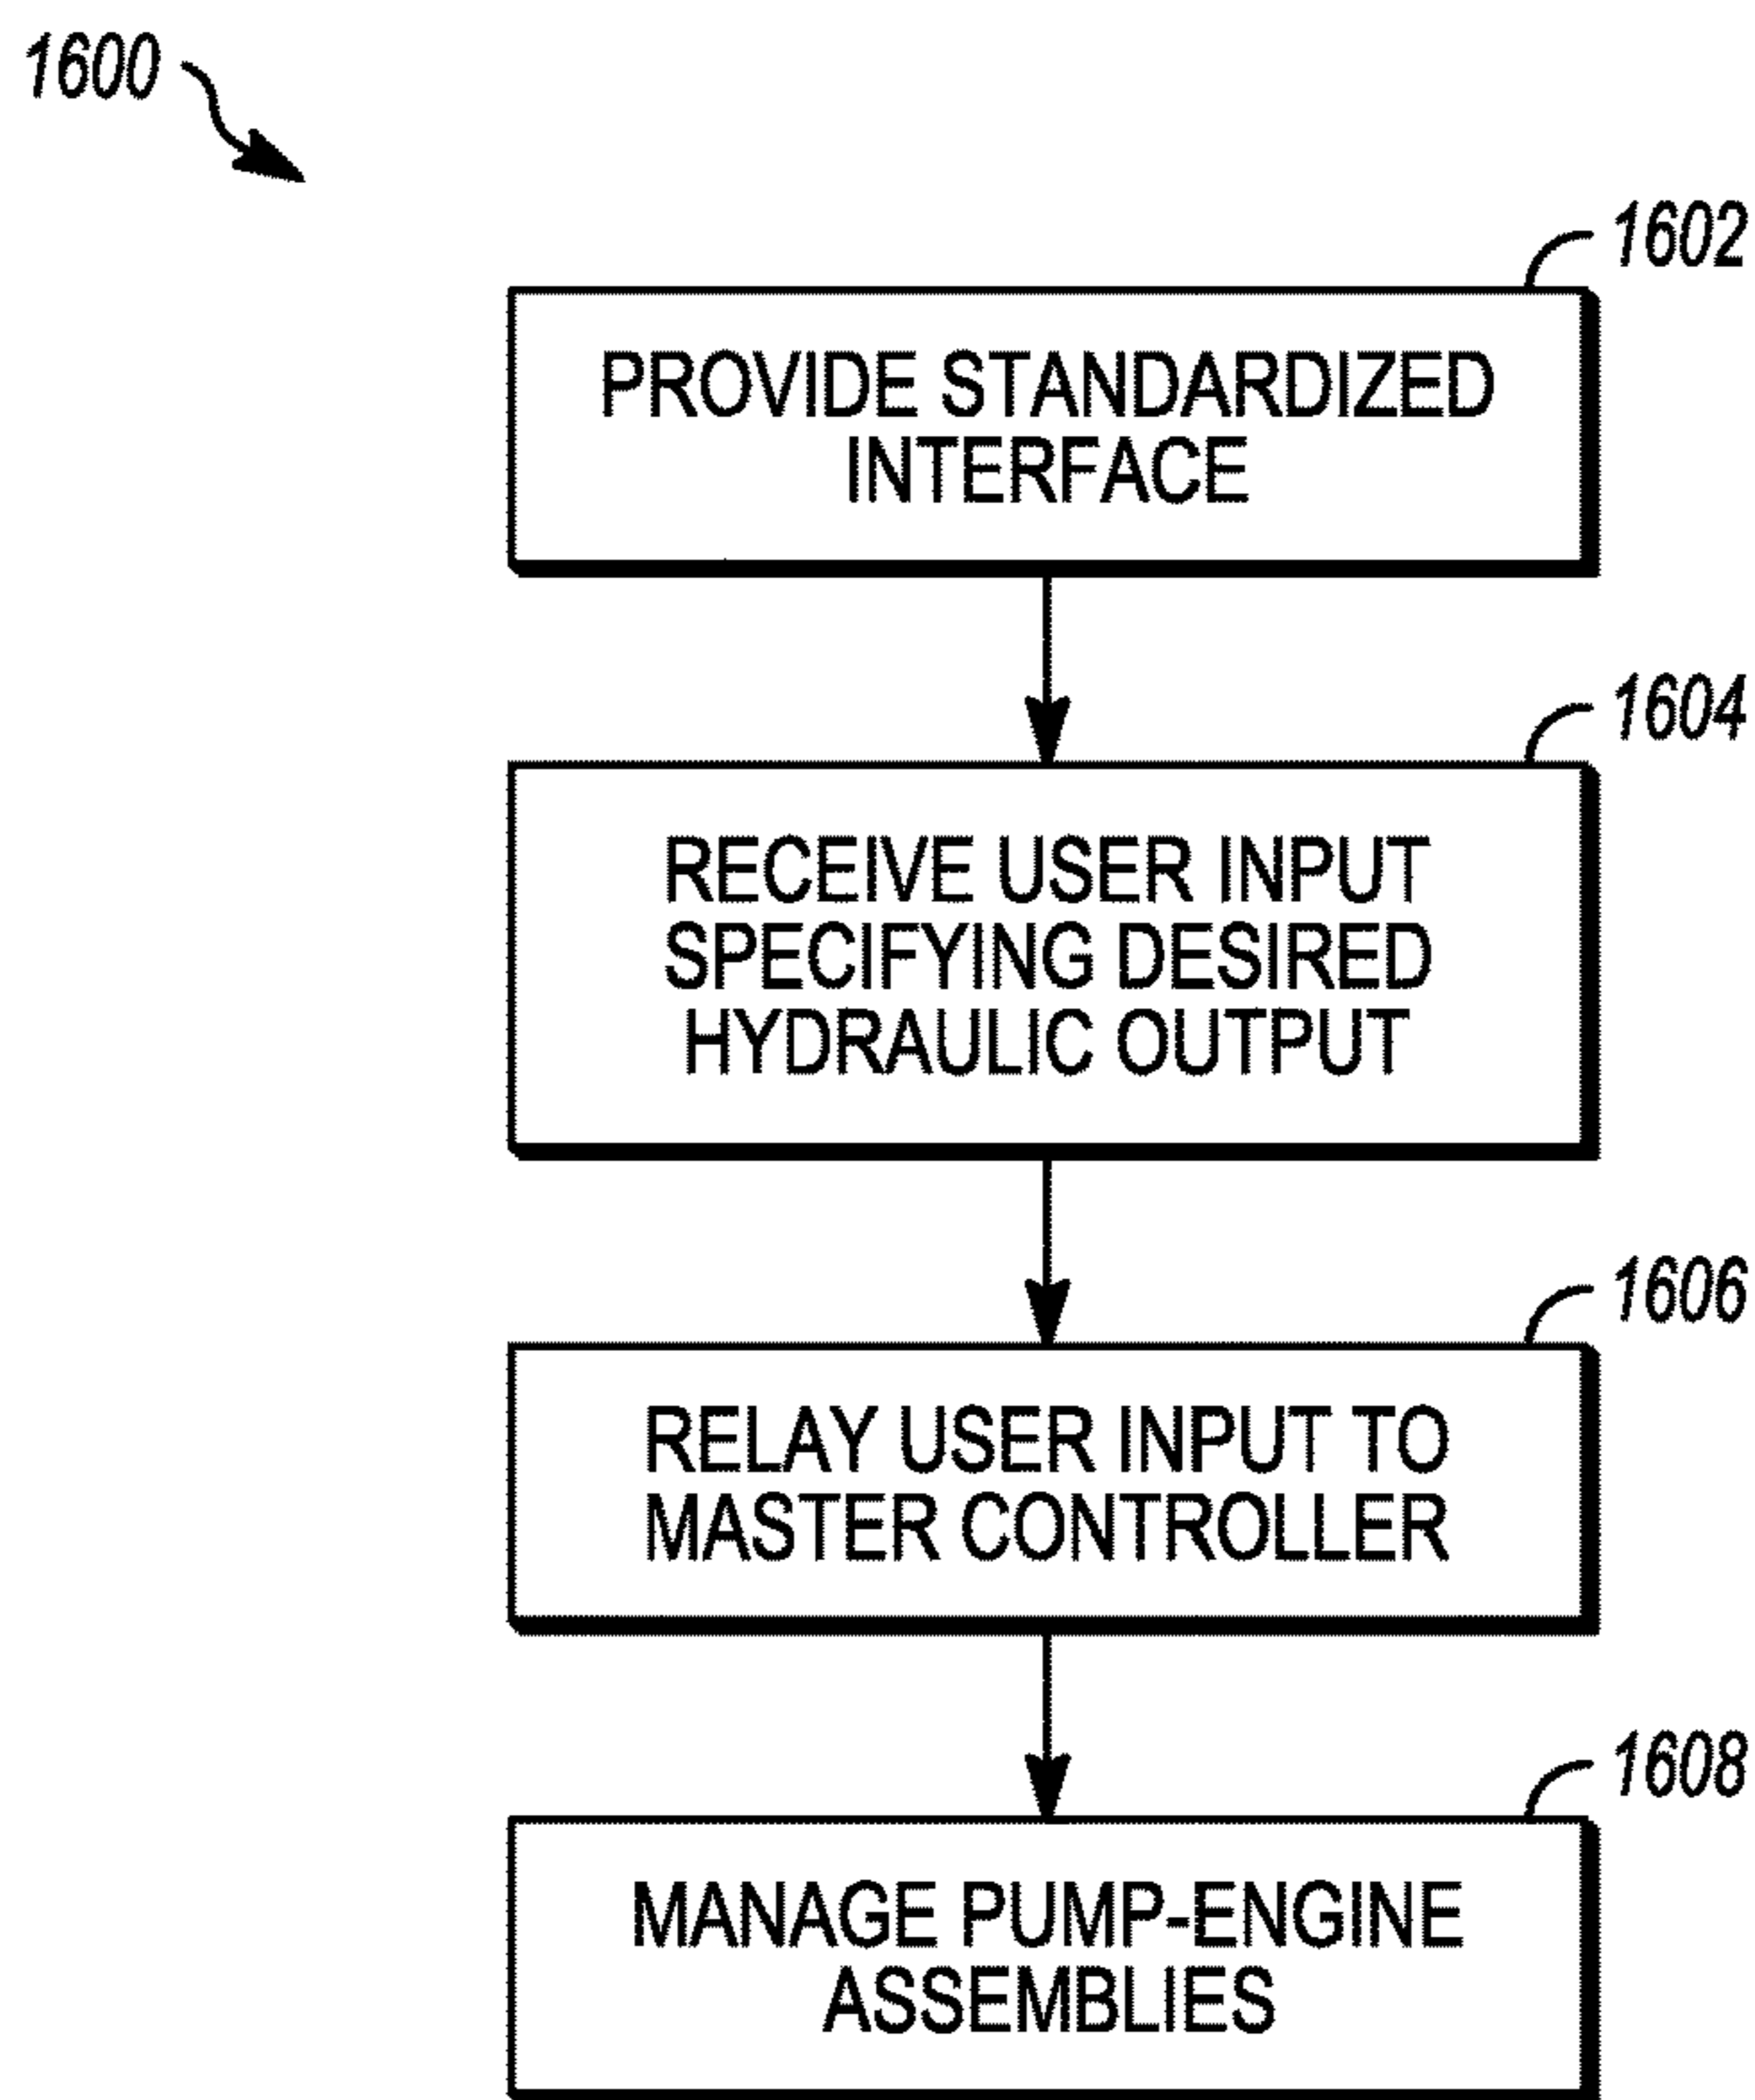 1600
1602
PROVIDE STANDARDIZED
INTERFACE
1604
RECEIVE USER INPUT
SPECIFYING DESIRED
HYDRAULIC OUTPUT
1606
RELAY USER INPUT TO
MASTER CONTROLLER
1608
MANAGE PUMP-ENGINE
ASSEMBLIES